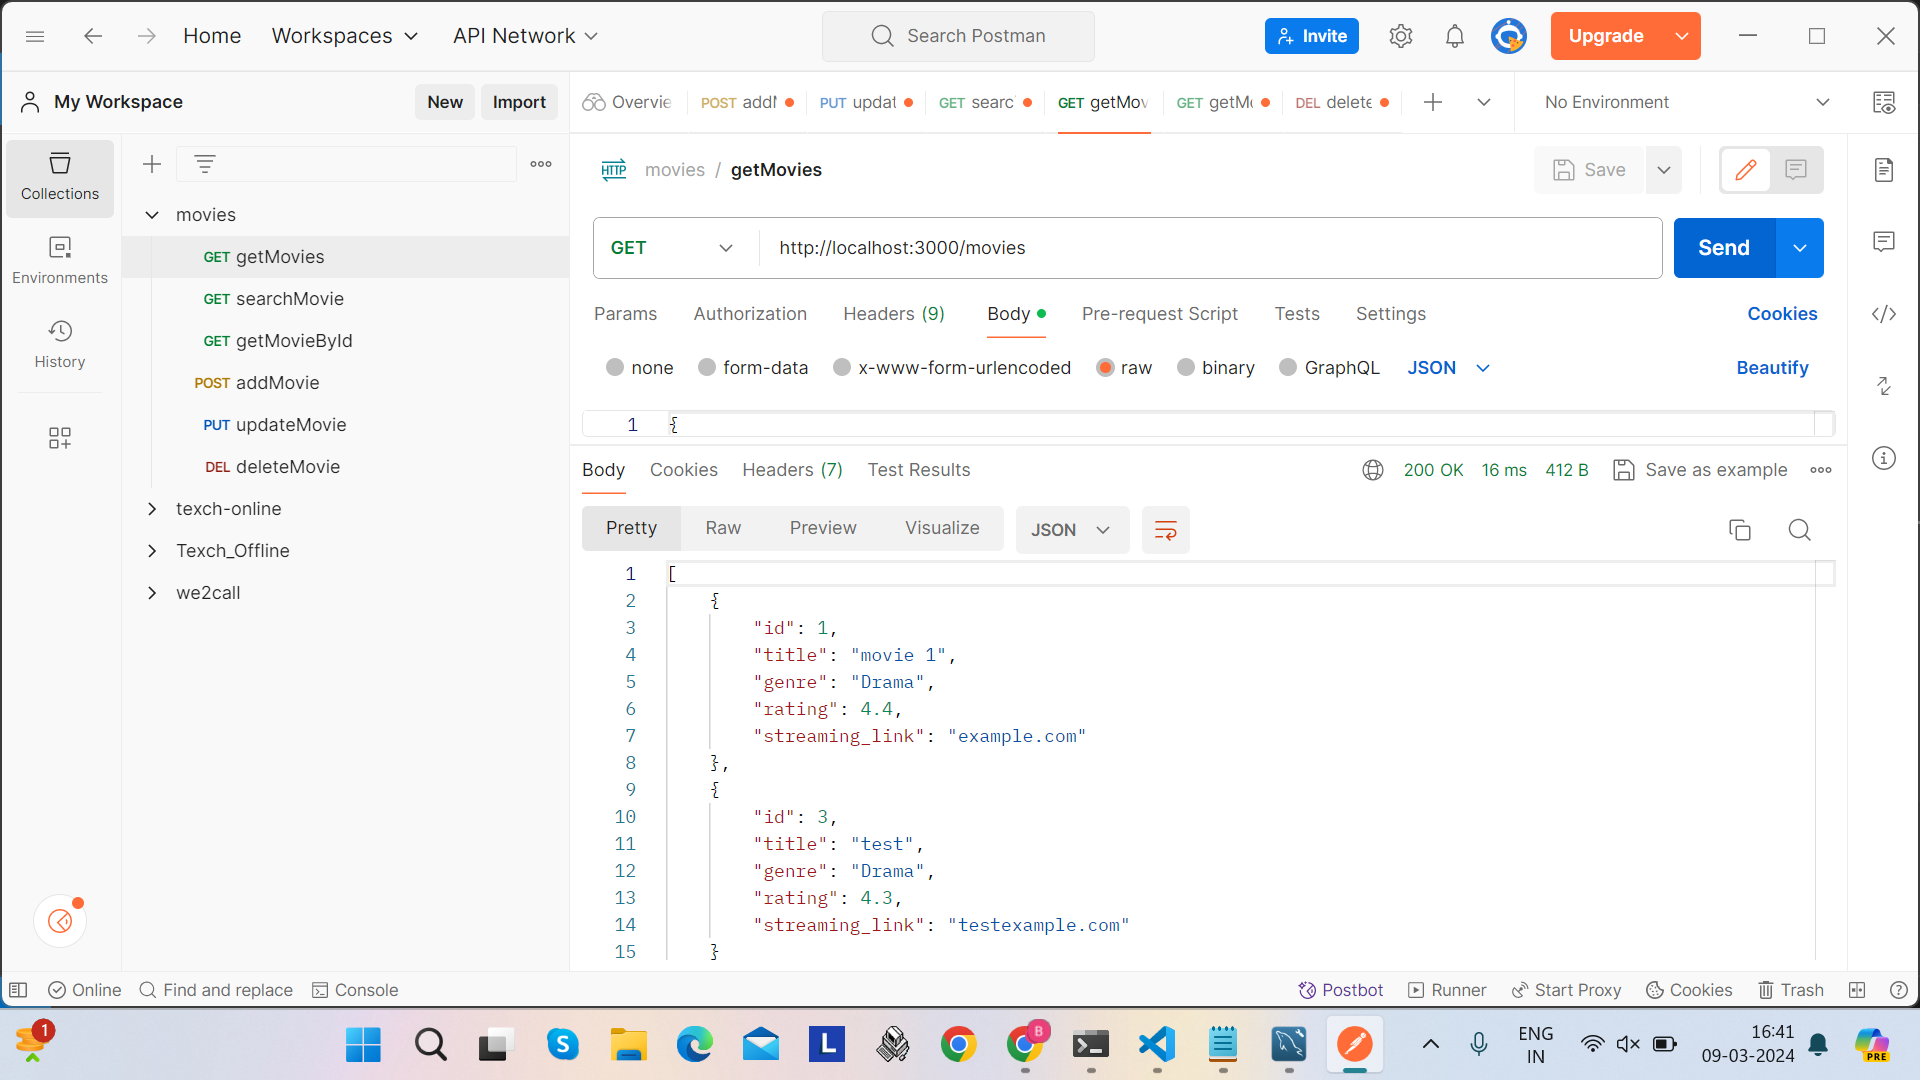 Home Workspaces API Network Search Postman Invite Upgrade
My Workspace New Import
Overvie POST addM PUT updat GET searc GET getMov GET getMo DEL delete No Environment
Collections
Environments
History
movies
GET getMovies
GET searchMovie
GET getMovieById
POST addMovie
PUT updateMovie
DEL deleteMovie
texch-online
Texch_Offline
we2call
HTTP movies / getMovies Save
GET http://localhost:3000/movies Send
Params Authorization Headers (9) Body Pre-request Script Tests Settings Cookies
none form-data x-www-form-urlencoded raw binary GraphQL JSON Beautify
1 {
Body Cookies Headers (7) Test Results 200 OK 16 ms 412 B Save as example
Pretty Raw Preview Visualize JSON
1 [
2 {
3 "id": 1,
4 "title": "movie 1",
5 "genre": "Drama",
6 "rating": 4.4,
7 "streaming_link": "example.com"
8 },
9 {
10 "id": 3,
11 "title": "test",
12 "genre": "Drama",
13 "rating": 4.3,
14 "streaming_link": "testexample.com"
15 }
Online Find and replace Console Postbot Runner Start Proxy Cookies Trash
1 S L B ENG 16:41
IN 09-03-2024 PRE